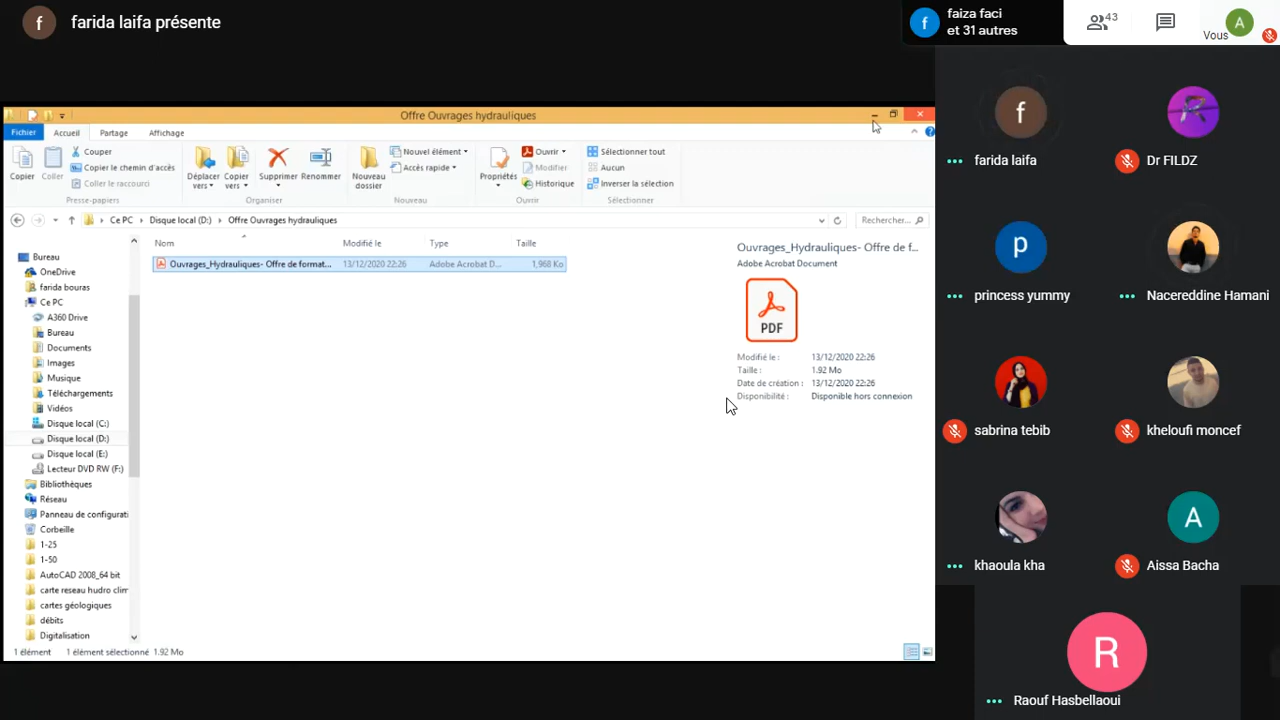 f farida laifa présente
f faiza faci
et 31 autres
43
Vous A
Offre Ouvrages hydrauliques
Fichier Accueil Partage Affichage
Copier
Coller
Couper
Copier le chemin d'accès
Coller le raccourci
Presse-papiers
Déplacer
vers
Copier
vers
Supprimer
Renommer
Organiser
Nouveau
dossier
Nouvel élément
Accès rapide
Nouveau
Propriétés
Ouvrir
Modifier
Historique
Ouvrir
Sélectionner tout
Aucun
Inverser la sélection
Sélectionner
Ce PC Disque local (D:) Offre Ouvrages hydrauliques
Rechercher...
Nom Modifié le Type Taille
Ouvrages_Hydrauliques- Offre de format... 13/12/2020 22:26 Adobe Acrobat D... 1,968 Ko
Bureau
OneDrive
farida bouras
Ce PC
A360 Drive
Bureau
Documents
Images
Musique
Téléchargements
Vidéos
Disque local (C:)
Disque local (D:)
Disque local (E:)
Lecteur DVD RW (F:)
Bibliothèques
Réseau
Panneau de configurati
Corbeille
1-25
1-50
AutoCAD 2008_64 bit
carte reseau hudro clim
cartes géologiques
débits
Digitalisation
Ouvrages_Hydrauliques- Offre de f...
Adobe Acrobat Document
PDF
Modifié le : 13/12/2020 22:26
Taille : 1.92 Mo
Date de création : 13/12/2020 22:26
Disponibilité : Disponible hors connexion
1 élément 1 élément sélectionné 1.92 Mo
f
farida laifa
R
Dr FILDZ
p
princess yummy
Nacereddine Hamani
sabrina tebib
kheloufi moncef
khaoula kha
A
Aissa Bacha
R
Raouf Hasbellaoui